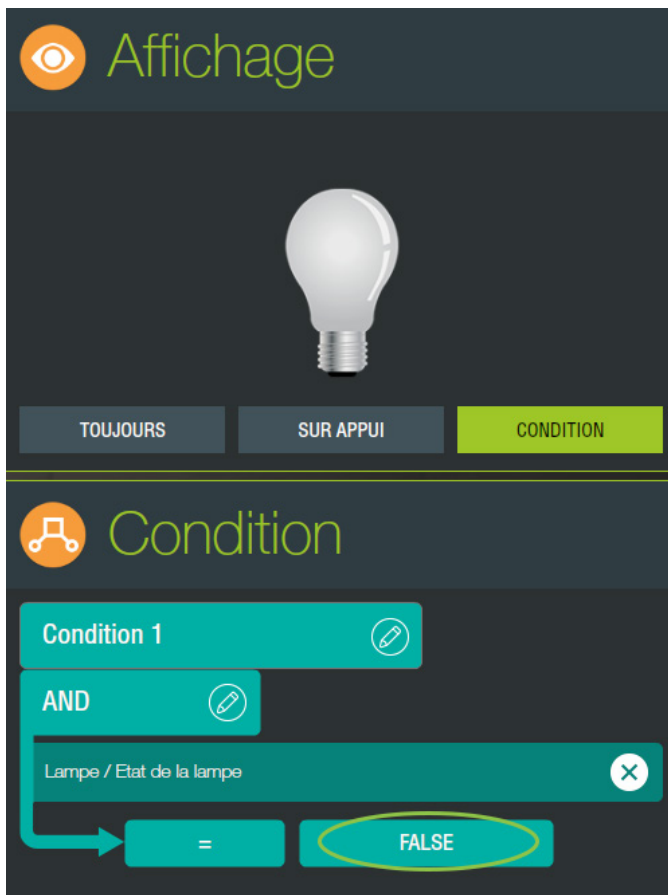 Affichage
TOUJOURS SUR APPUI CONDITION
Condition
Condition 1
AND
Lampe / Etat de la lampe
= FALSE